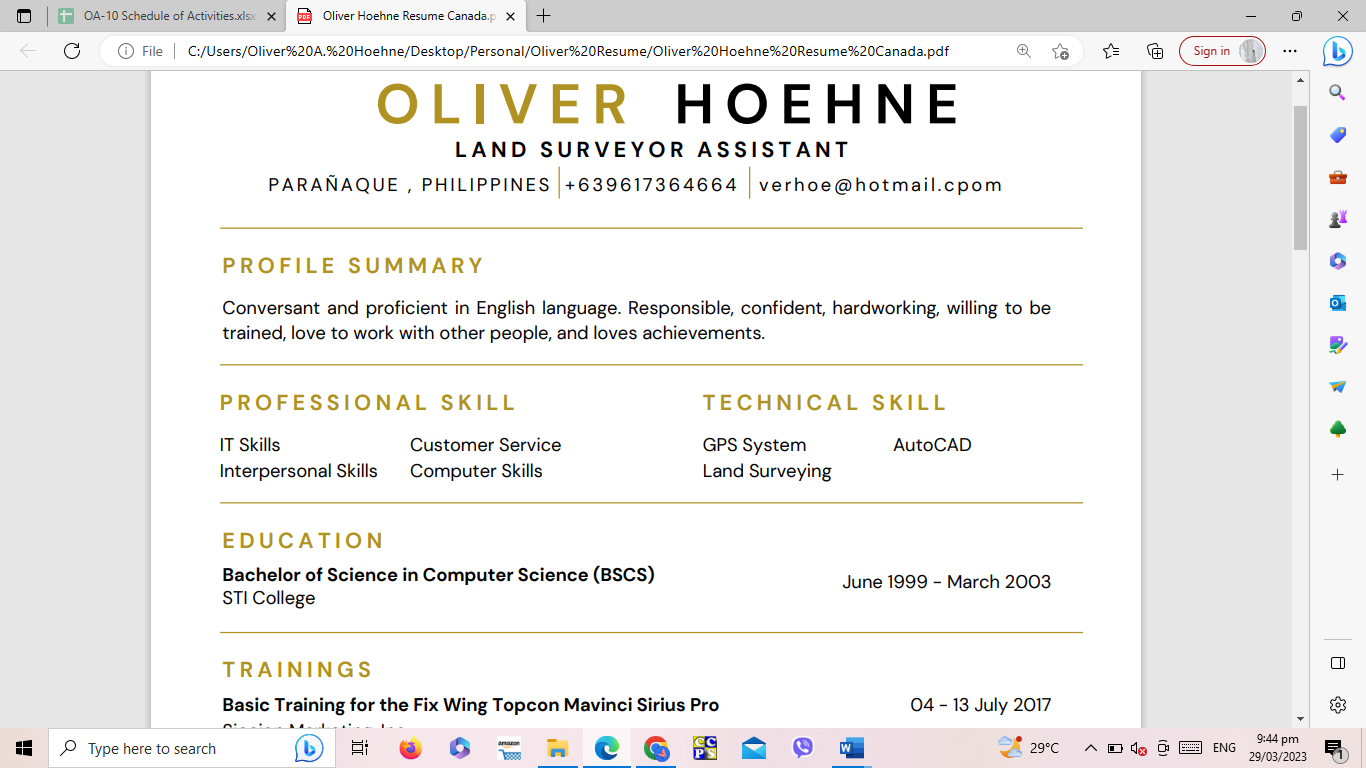 OA-10 Schedule of Activities.xlsx
Oliver Hoehne Resume Canada.p
File
C:/Users/Oliver%20A.%20Hoehne/Desktop/Personal/Oliver%20Resume/Oliver%20Hoehne%20Resume%20Canada.pdf
Sign in
OLIVER HOEHNE
LAND SURVEYOR ASSISTANT
PARAÑAQUE , PHILIPPINES +639617364664 verhoe@hotmail.cpom
PROFILE SUMMARY
Conversant and proficient in English language. Responsible, confident, hardworking, willing to be
trained, love to work with other people, and loves achievements.
PROFESSIONAL SKILL TECHNICAL SKILL
IT Skills Customer Service GPS System AutoCAD
Interpersonal Skills Computer Skills Land Surveying
EDUCATION
Bachelor of Science in Computer Science (BSCS)
June 1999 - March 2003
STI College
TRAININGS
Basic Training for the Fix Wing Topcon Mavinci Sirius Pro 04 - 13 July 2017
Type here to search
amazon
29°C
ENG
9:44 pm
29/03/2023
1